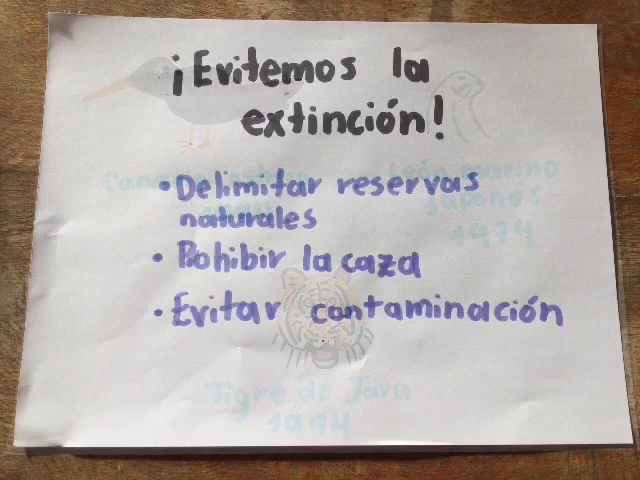 ¡Evitemos la
extinción!
• Delimitar reservas
naturales
• Prohibir la caza
• Evitar contaminación
León marino
japonés
1974
Tigre de Java
1994